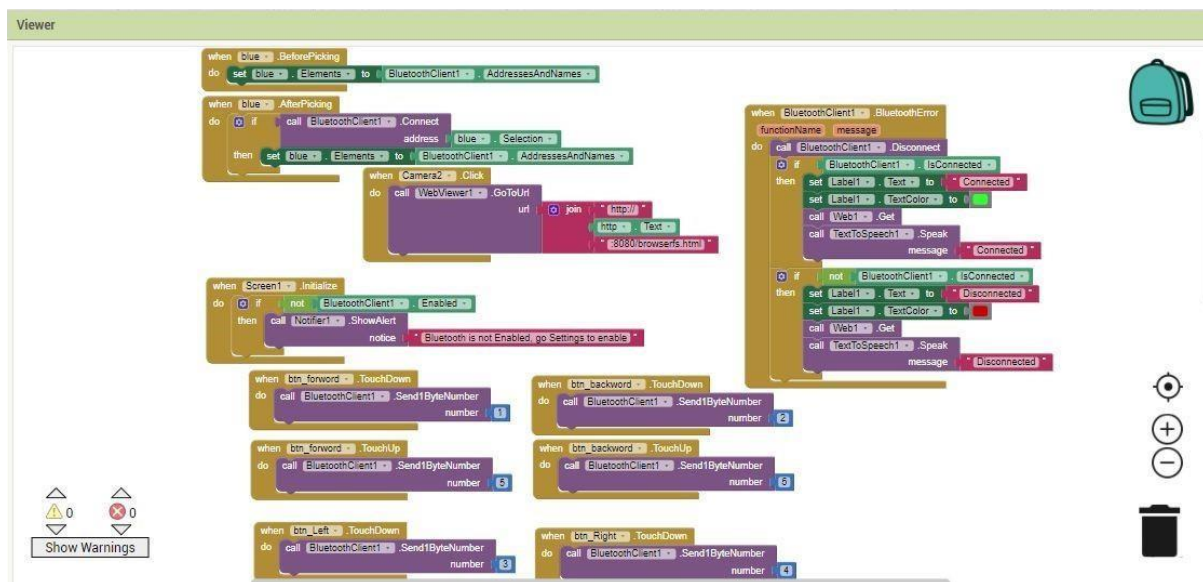 Viewer
when blue .BeforePicking
do set blue . Elements to BluetoothClient1 . AddressesAndNames
when blue .AfterPicking
do if call BluetoothClient1 .Connect
address blue . Selection
then set blue . Elements to BluetoothClient1 . AddressesAndNames
when Camera2 .Click
do call WebViewer1 .GoToUrl
url join " http:// "
http . Text
" :8080/browserfs.html "
when BluetoothClient1 .BluetoothError
functionName message
do call BluetoothClient1 .Disconnect
if BluetoothClient1 . IsConnected
then set Label1 . Text to " Connected "
set Label1 . TextColor to
call Web1 .Get
call TextToSpeech1 .Speak
message " Connected "
if not BluetoothClient1 . IsConnected
then set Label1 . Text to " Disconnected "
set Label1 . TextColor to
call Web1 .Get
call TextToSpeech1 .Speak
message " Disconnected "
when Screen1 .Initialize
do if not BluetoothClient1 . Enabled
then call Notifier1 .ShowAlert
notice " Bluetooth is not Enabled, go Settings to enable "
when btn_forword .TouchDown
do call BluetoothClient1 .Send1ByteNumber
number 1
when btn_backword .TouchDown
do call BluetoothClient1 .Send1ByteNumber
number 2
when btn_forword .TouchUp
do call BluetoothClient1 .Send1ByteNumber
number 5
when btn_backword .TouchUp
do call BluetoothClient1 .Send1ByteNumber
number 5
when btn_Left .TouchDown
do call BluetoothClient1 .Send1ByteNumber
number 3
when btn_Right .TouchDown
do call BluetoothClient1 .Send1ByteNumber
number 4
0 0
Show Warnings